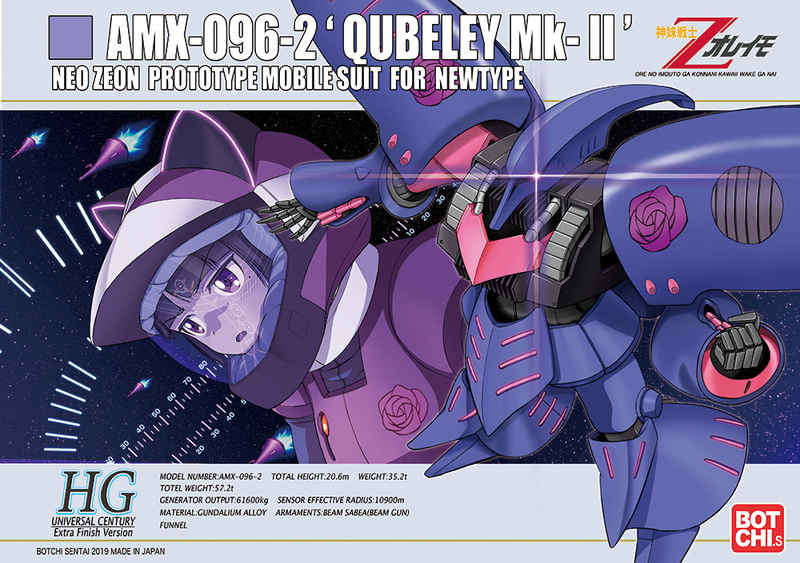 AMX-096-2 ‘ QUBELEY Mk- II ’
NEO ZEON PROTOTYPE MOBILE SUIT FOR NEWTYPE
神妹戦士
Z
オレイモ
ORE NO IMOUTO GA KONNANI KAWAII WAKE GA NAI
HG
UNIVERSAL CENTURY
Extra Finish Version
MODEL NUMBER:AMX-096-2 TOTAL HEIGHT:20.6m WEIGHT:35.2t
TOTEL WEIGHT:57.2t
GENERATOR OUTPUT:61600kg SENSOR EFFECTIVE RADIUS:10900m
MATERIAL:GUNDALIUM ALLOY ARMAMENTS:BEAM SABEA(BEAM GUN)
FUNNEL
BOTCHI SENTAI 2019 MADE IN JAPAN
BOT
CHI.s